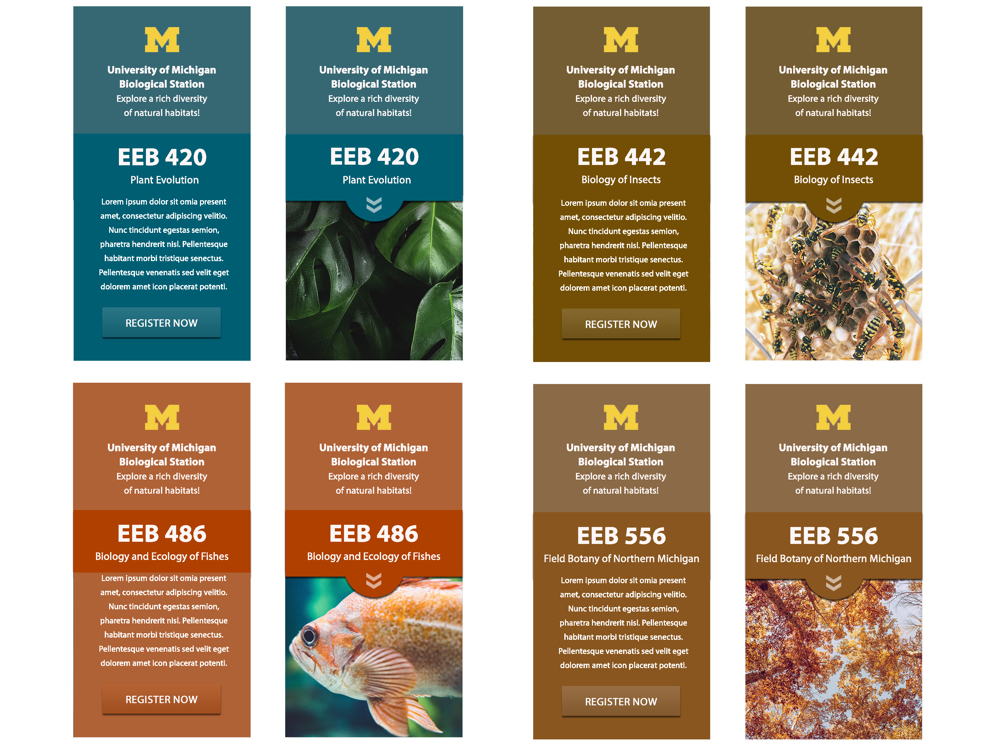 M
University of Michigan
Biological Station
Explore a rich diversity
of natural habitats!
EEB 420
Plant Evolution
Lorem ipsum dolor sit omia present
amet, consectetur adipiscing velitio.
Nunc tincidunt egestas semion,
pharetra hendrerit nisl. Pellentesque
habitant morbi tristique senectus.
Pellentesque venenatis sed velit eget
dolorem amet icon placerat potenti.
REGISTER NOW
M
University of Michigan
Biological Station
Explore a rich diversity
of natural habitats!
EEB 420
Plant Evolution
M
University of Michigan
Biological Station
Explore a rich diversity
of natural habitats!
EEB 442
Biology of Insects
Lorem ipsum dolor sit omia present
amet, consectetur adipiscing velitio.
Nunc tincidunt egestas semion,
pharetra hendrerit nisl. Pellentesque
habitant morbi tristique senectus.
Pellentesque venenatis sed velit eget
dolorem amet icon placerat potenti.
REGISTER NOW
M
University of Michigan
Biological Station
Explore a rich diversity
of natural habitats!
EEB 442
Biology of Insects
M
University of Michigan
Biological Station
Explore a rich diversity
of natural habitats!
EEB 486
Biology and Ecology of Fishes
Lorem ipsum dolor sit omia present
amet, consectetur adipiscing velitio.
Nunc tincidunt egestas semion,
pharetra hendrerit nisl. Pellentesque
habitant morbi tristique senectus.
Pellentesque venenatis sed velit eget
dolorem amet icon placerat potenti.
REGISTER NOW
M
University of Michigan
Biological Station
Explore a rich diversity
of natural habitats!
EEB 486
Biology and Ecology of Fishes
M
University of Michigan
Biological Station
Explore a rich diversity
of natural habitats!
EEB 556
Field Botany of Northern Michigan
Lorem ipsum dolor sit omia present
amet, consectetur adipiscing velitio.
Nunc tincidunt egestas semion,
pharetra hendrerit nisl. Pellentesque
habitant morbi tristique senectus.
Pellentesque venenatis sed velit eget
dolorem amet icon placerat potenti.
REGISTER NOW
M
University of Michigan
Biological Station
Explore a rich diversity
of natural habitats!
EEB 556
Field Botany of Northern Michigan